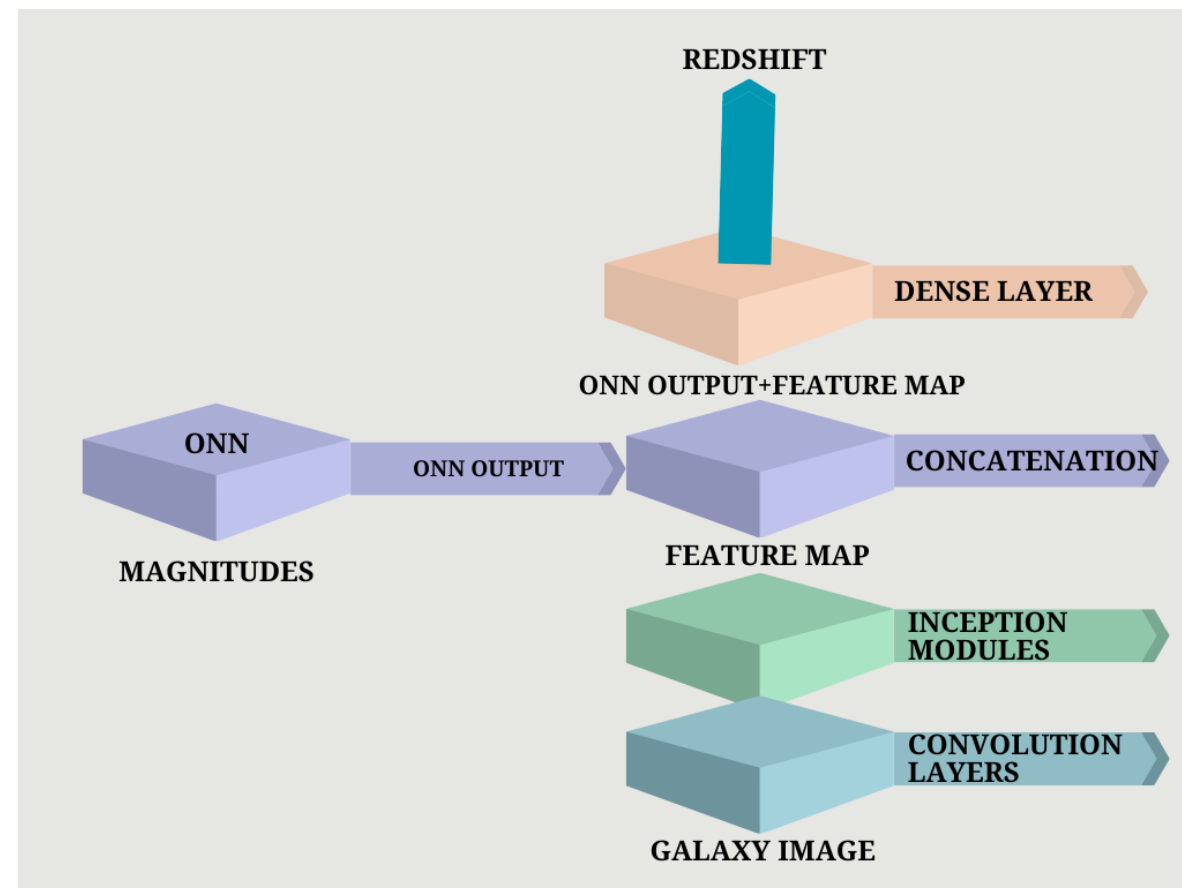 REDSHIFT
DENSE LAYER
ONN OUTPUT+FEATURE MAP
ONN
ONN OUTPUT
CONCATENATION
FEATURE MAP
MAGNITUDES
INCEPTION
MODULES
CONVOLUTION
LAYERS
GALAXY IMAGE